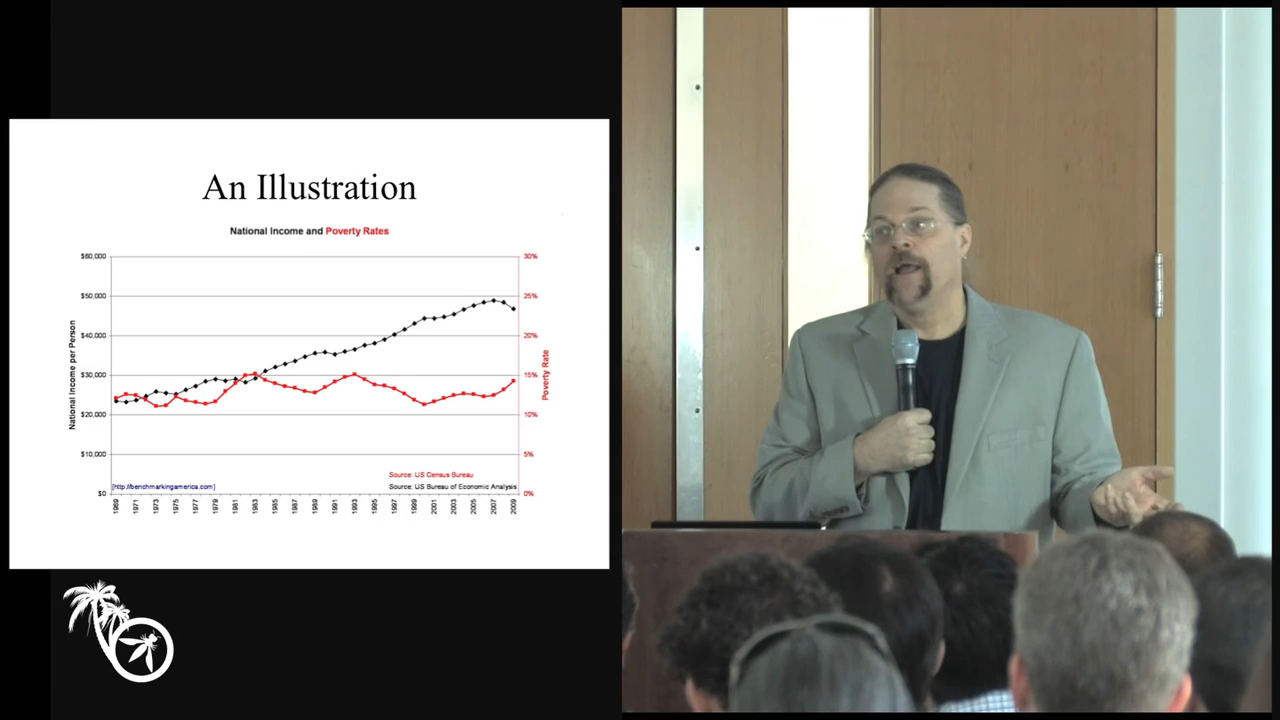 An Illustration
National Income and Poverty Rates
$60,000
$50,000
$40,000
$30,000
$20,000
$10,000
$0
National Income per Person
30%
25%
20%
15%
10%
5%
0%
Poverty Rate
Source: US Census Bureau
[http://benchmarkingamerica.com]
Source: US Bureau of Economic Analysis
1969 1971 1973 1975 1977 1979 1981 1983 1985 1987 1989 1991 1993 1995 1997 1999 2001 2003 2005 2007 2009